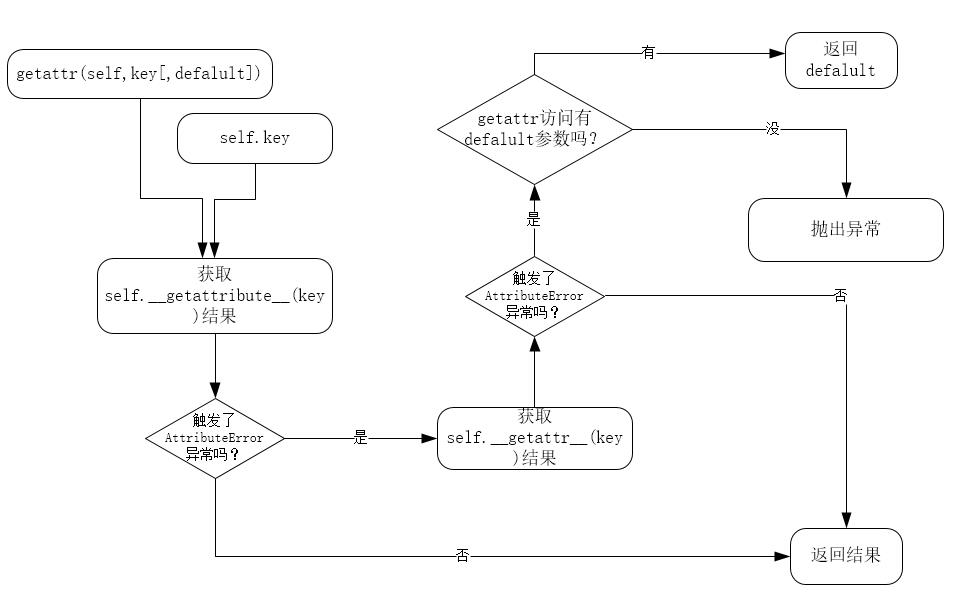 getattr(self,key[,defalult])
self.key
获取
self.__getattribute__(key
)结果
触发了
AttributeError
异常吗？
是
否
获取
self.__getattr__(key
)结果
触发了
AttributeError
异常吗？
是
否
getattr访问有
defalult参数吗？
有
没
返回
defalult
抛出异常
返回结果